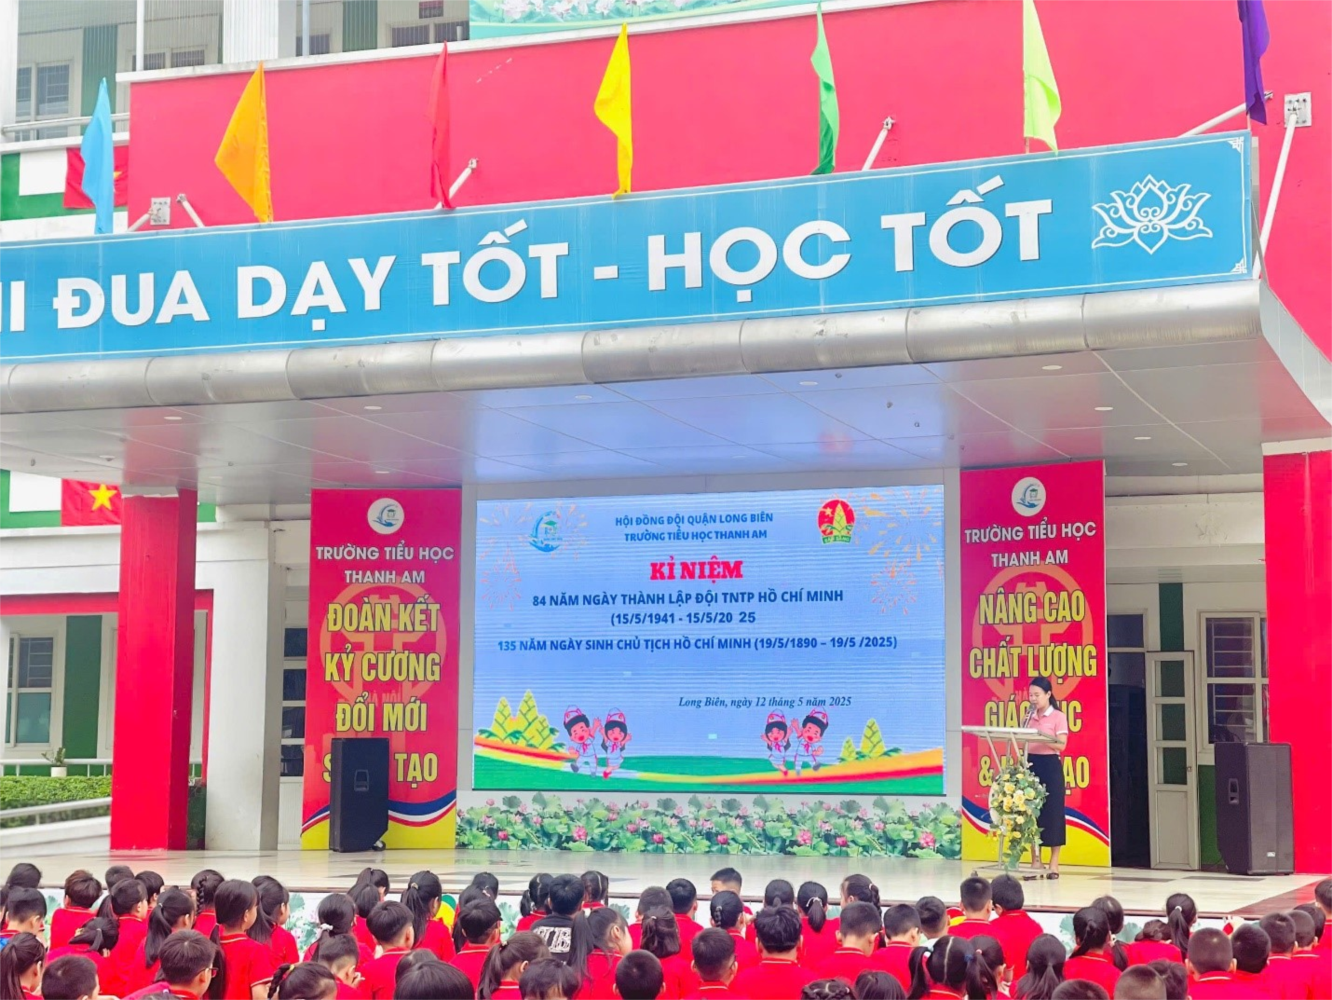 ĐUA DẠY TỐT - HỌC TỐT
HỘI ĐỒNG ĐỘI QUẬN LONG BIÊN
TRƯỜNG TIỂU HỌC THANH AM
KỈ NIỆM
84 NĂM NGÀY THÀNH LẬP ĐỘI TNTP HỒ CHÍ MINH
(15/5/1941 - 15/5/20 25
135 NĂM NGÀY SINH CHỦ TỊCH HỒ CHÍ MINH (19/5/1890 – 19/5 /2025)
Long Biên, ngày 12 tháng 5 năm 2025
TRƯỜNG TIỂU HỌC
THANH AM
ĐOÀN KẾT
KỶ CƯƠNG
ĐỔI MỚI
TẠO
TRƯỜNG TIỂU HỌC
THANH AM
NÂNG CAO
CHẤT LƯỢNG
GIÁO
&